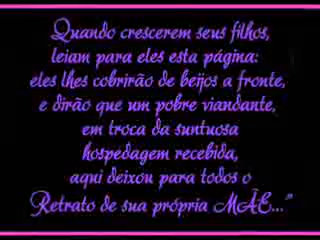 Quando crescerem seus filhos,
leiam para eles esta página:
eles lhes cobrirão de beijos a fronte,
e dirão que um pobre viandante,
em troca da suntuosa
hospedagem recebida,
aqui deixou para todos o
Retrato de sua própria MÃE..."